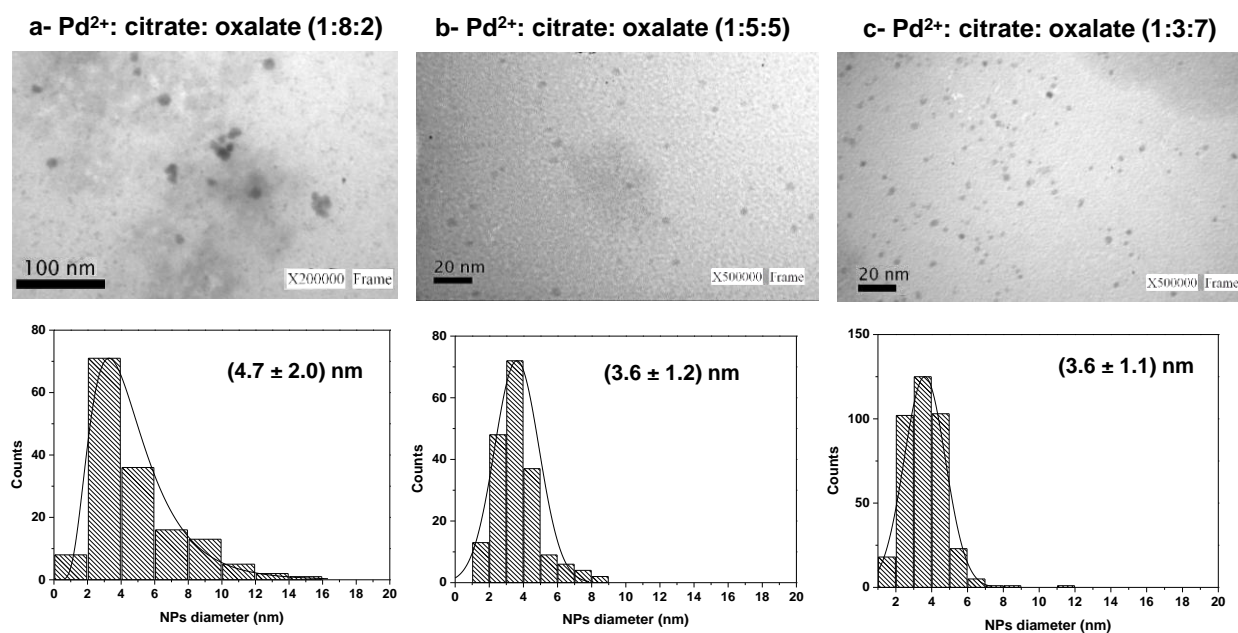 a- Pd²⁺: citrate: oxalate (1:8:2)
b- Pd²⁺: citrate: oxalate (1:5:5)
c- Pd²⁺: citrate: oxalate (1:3:7)
100 nm
X200000 Frame
20 nm
X500000 Frame
20 nm
X500000 Frame
(4.7 ± 2.0) nm
80
60
40
20
0
Counts
0 2 4 6 8 10 12 14 16 18 20
NPs diameter (nm)
(3.6 ± 1.2) nm
80
60
40
20
0
Counts
0 2 4 6 8 10 12 14 16 18 20
NPs diameter (nm)
(3.6 ± 1.1) nm
150
100
50
0
Counts
2 4 6 8 10 12 14 16 18 20
NPs diameter (nm)